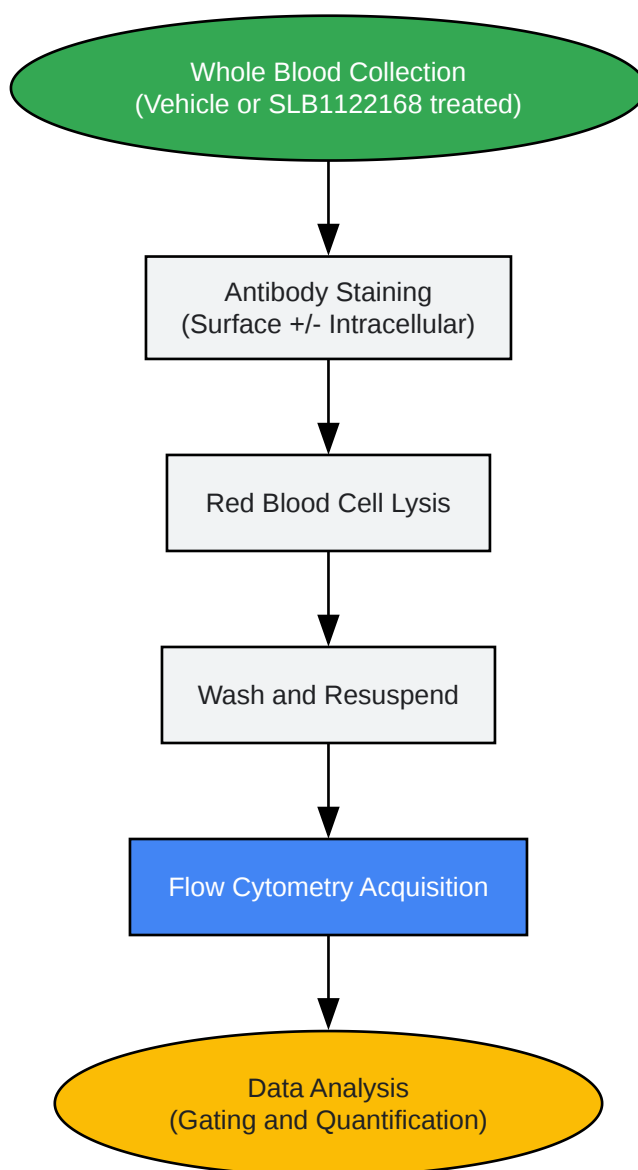 Whole Blood Collection
(Vehicle or SLB1122168 treated)
Antibody Staining
(Surface +/- Intracellular)
Red Blood Cell Lysis
Wash and Resuspend
Flow Cytometry Acquisition
Data Analysis
(Gating and Quantification)